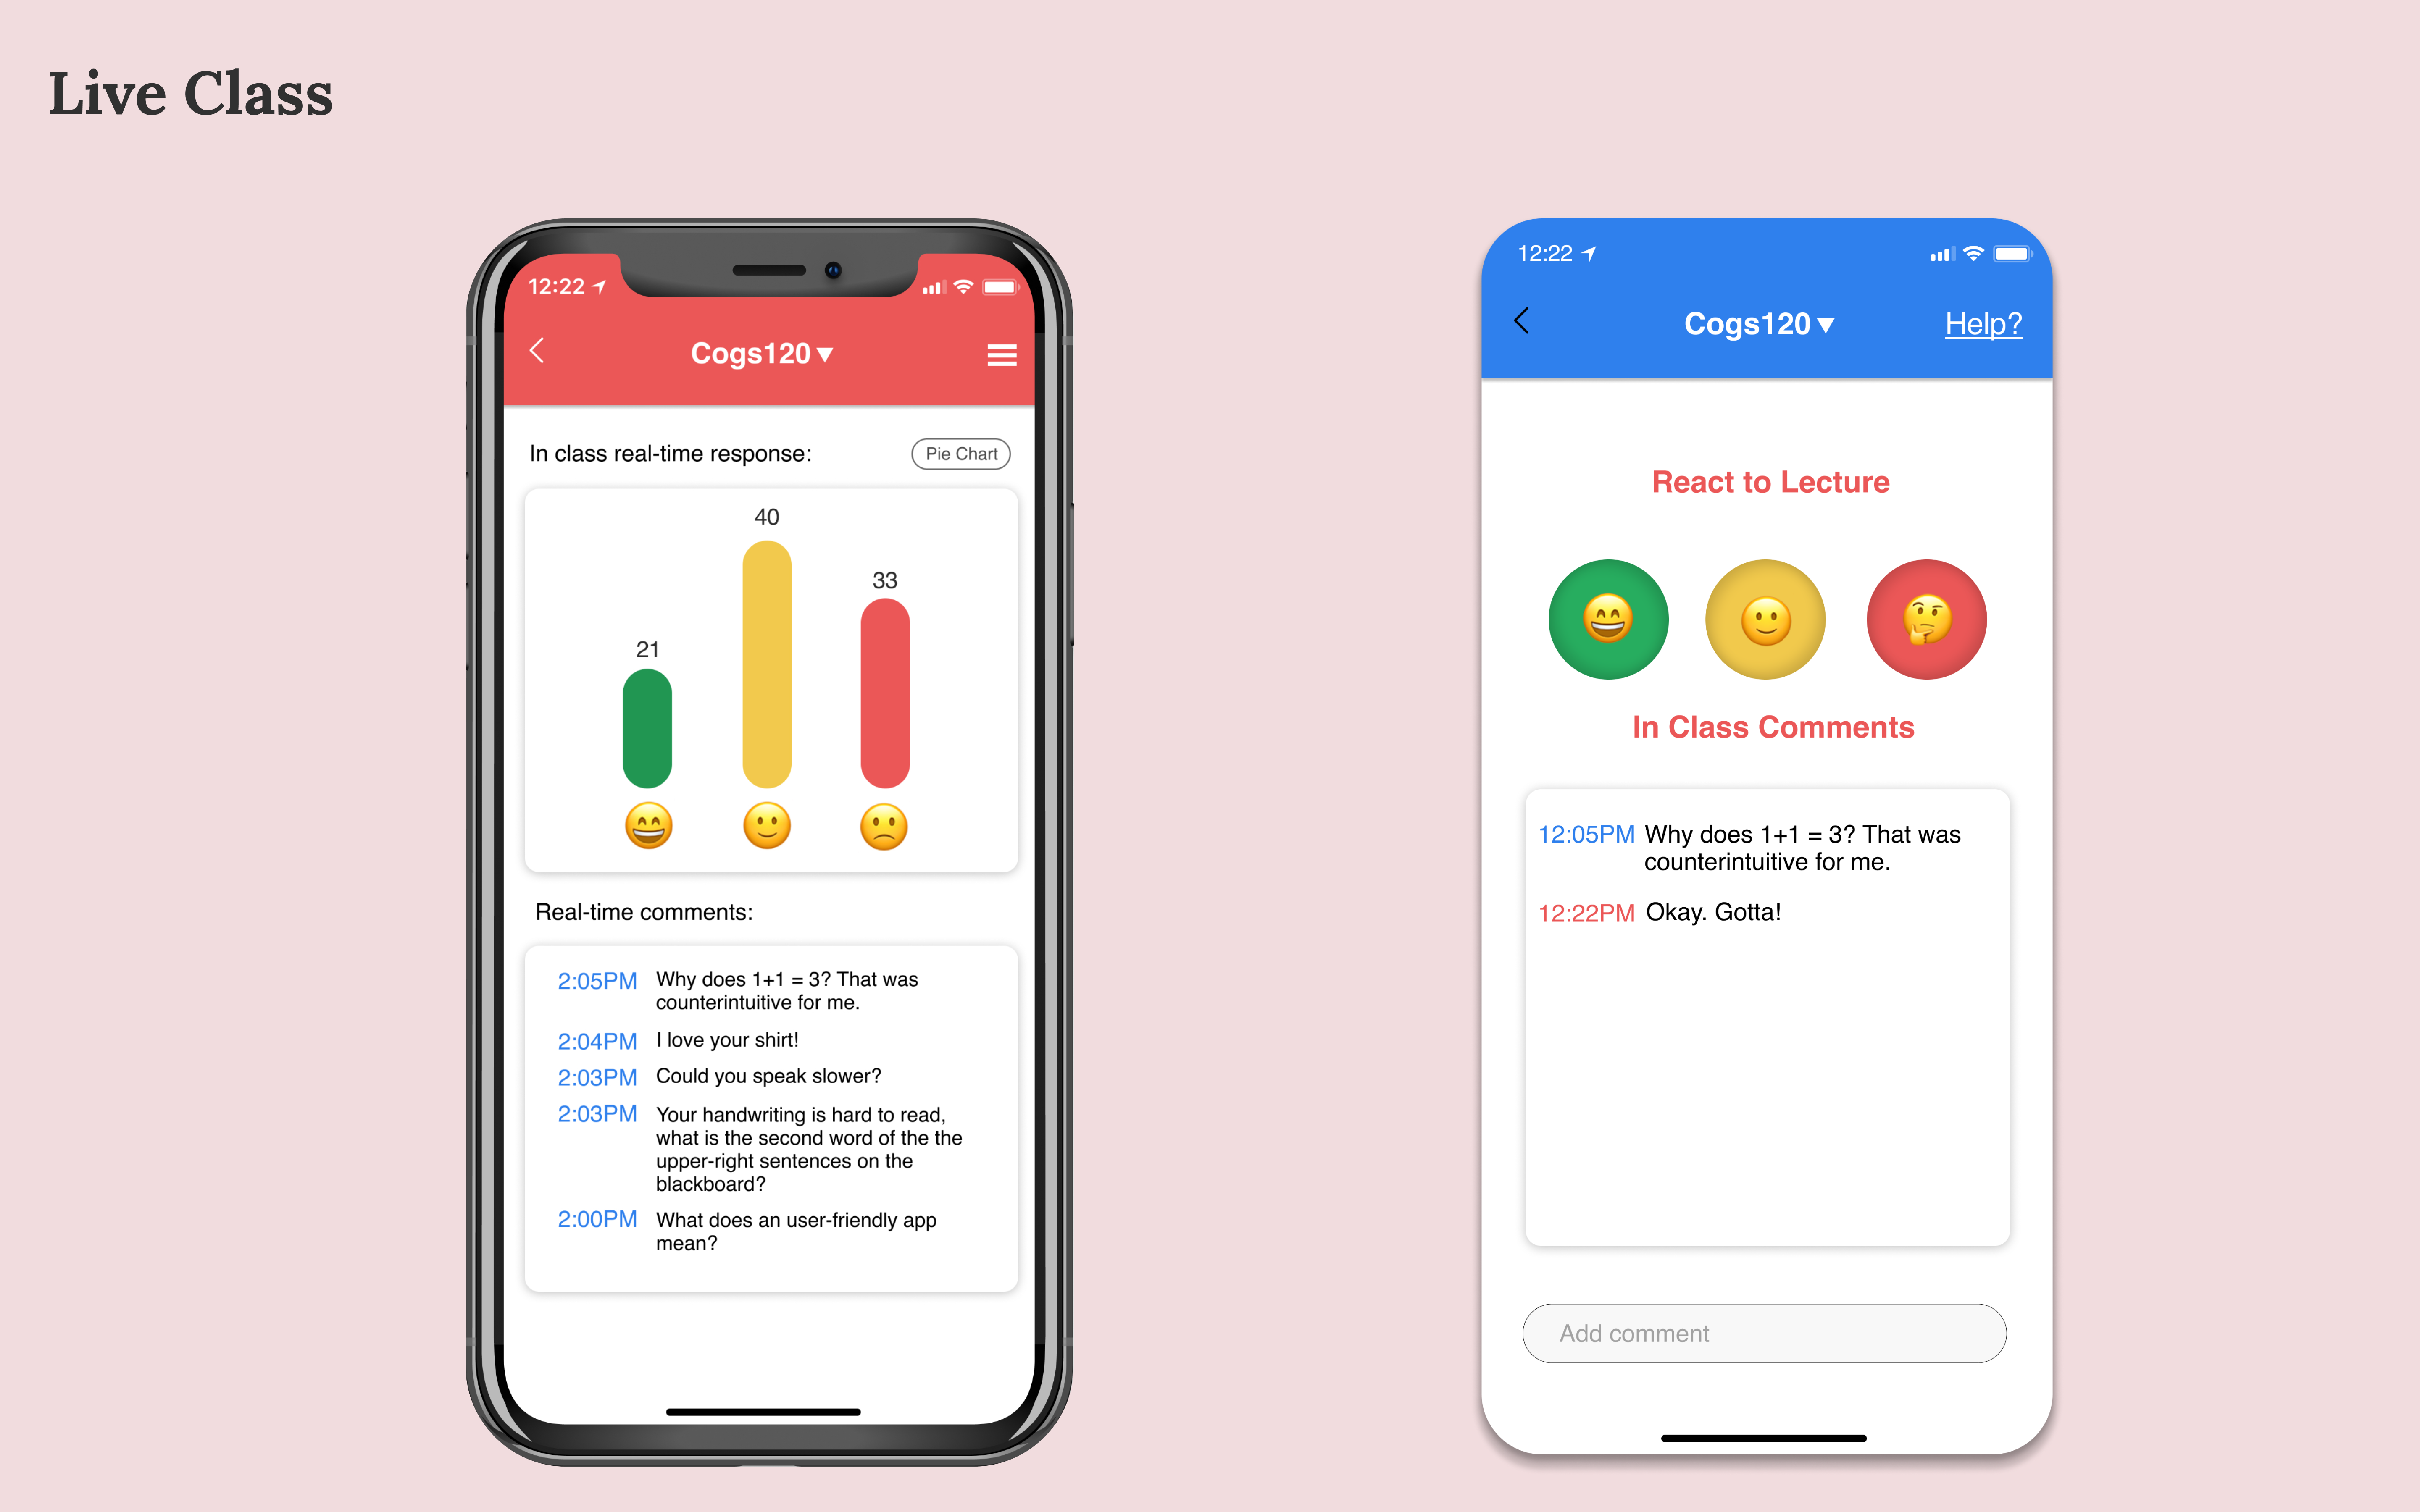 Live Class
12:22
Cogs120
In class real-time response:
Pie Chart
40
33
21
Real-time comments:
2:05PM Why does 1+1 = 3? That was
counterintuitive for me.
2:04PM I love your shirt!
2:03PM Could you speak slower?
2:03PM Your handwriting is hard to read,
what is the second word of the the
upper-right sentences on the
blackboard?
2:00PM What does an user-friendly app
mean?
12:22
Cogs120
Help?
React to Lecture
In Class Comments
12:05PM Why does 1+1 = 3? That was
counterintuitive for me.
12:22PM Okay. Gotta!
Add comment